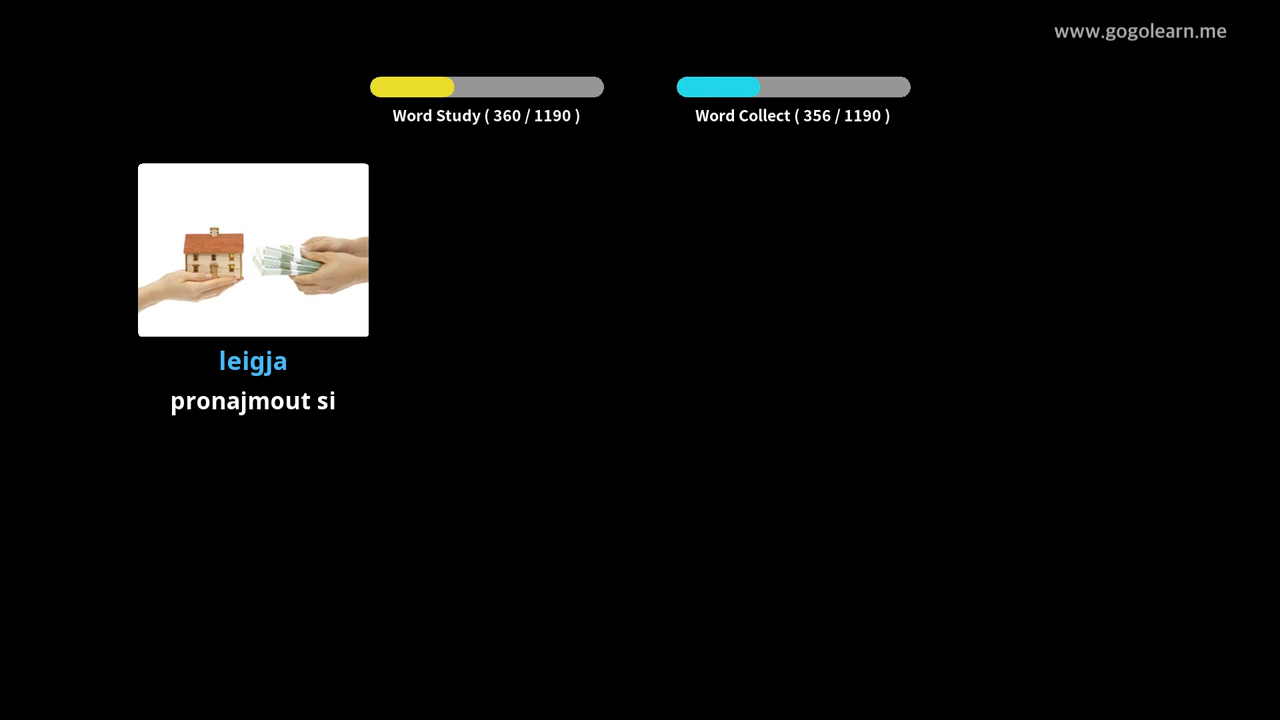 www.gogolearn.me
Word Study ( 360 / 1190 )
Word Collect ( 356 / 1190 )
leigja
pronajmout si